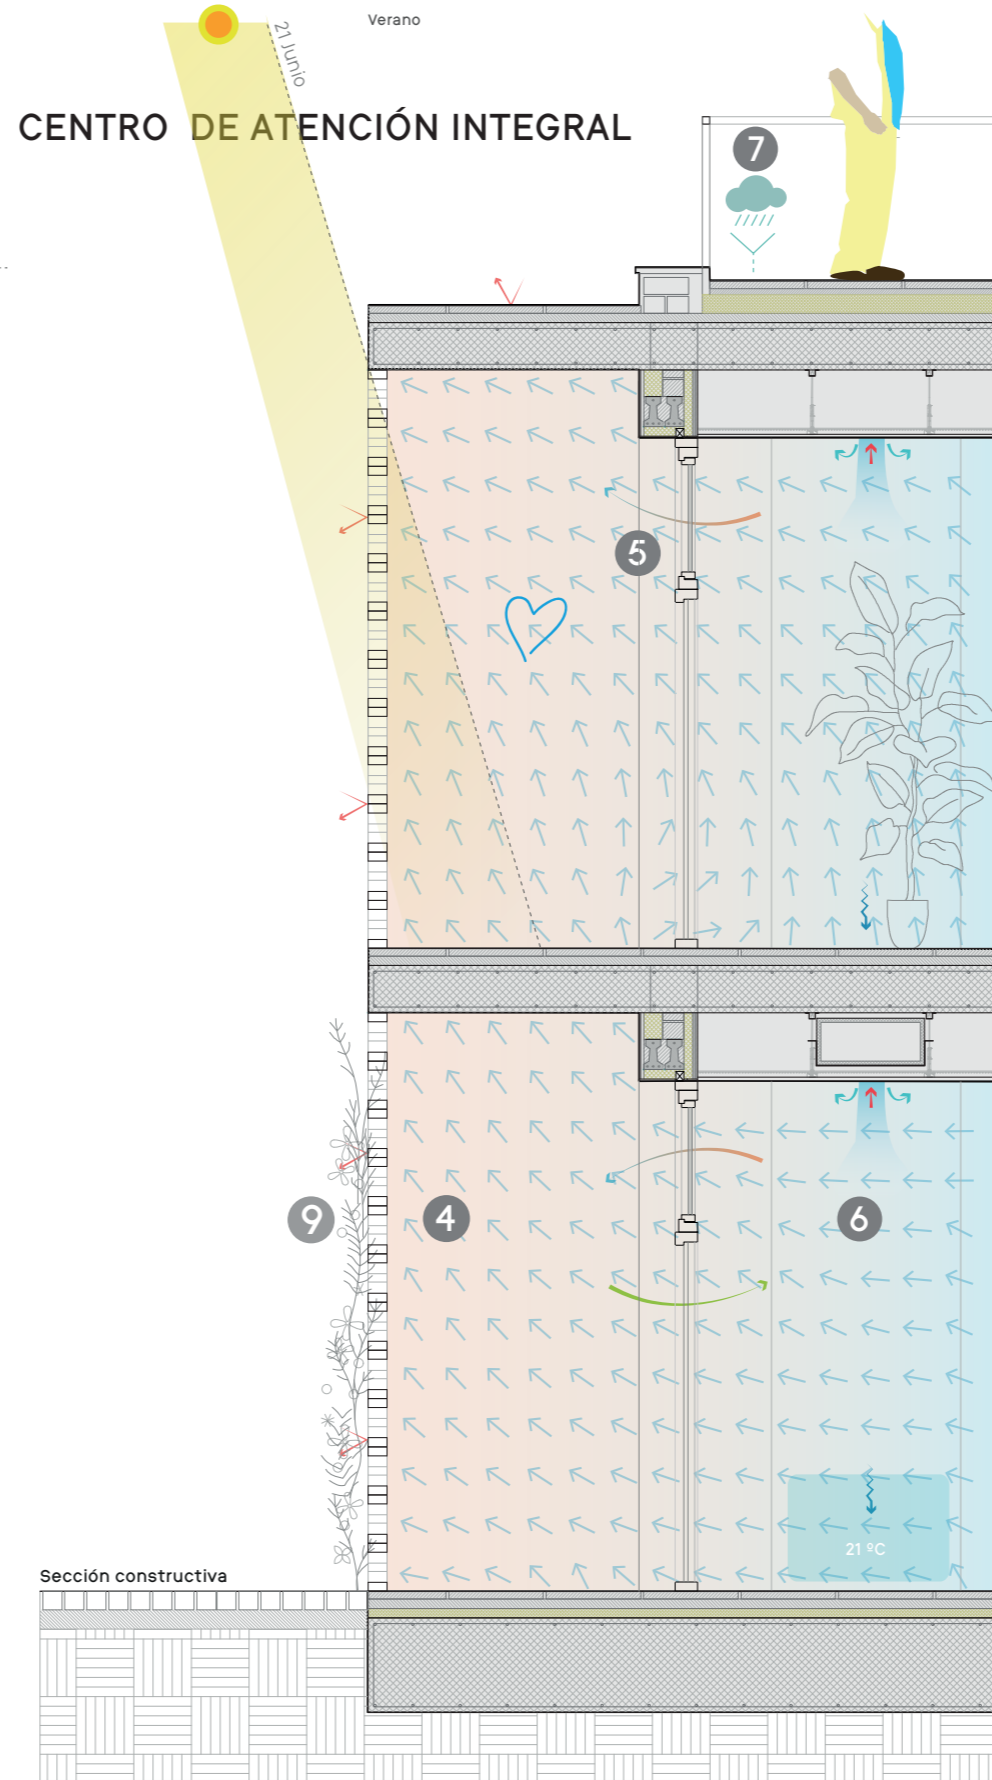 Verano
21 Junio
CENTRO DE ATENCIÓN INTEGRAL
7
5
9
4
6
21 ºC
Sección constructiva